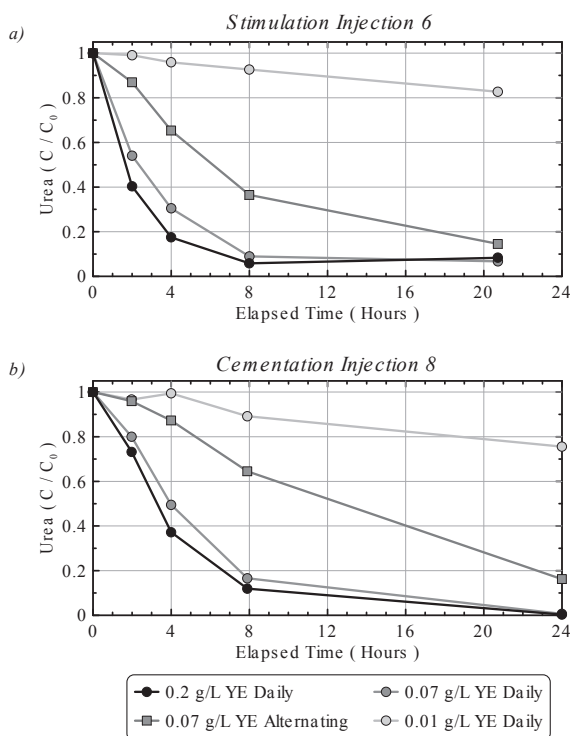 a)
Stimulation Injection 6
1
0.8
0.6
0.4
0.2
0
Urea ( C / C0 )
0 4 8 12 16 20 24
Elapsed Time ( Hours )
b)
Cementation Injection 8
1
0.8
0.6
0.4
0.2
0
Urea ( C / C0 )
0 4 8 12 16 20 24
Elapsed Time ( Hours )
0.2 g/L YE Daily
0.07 g/L YE Daily
0.07 g/L YE Alternating
0.01 g/L YE Daily